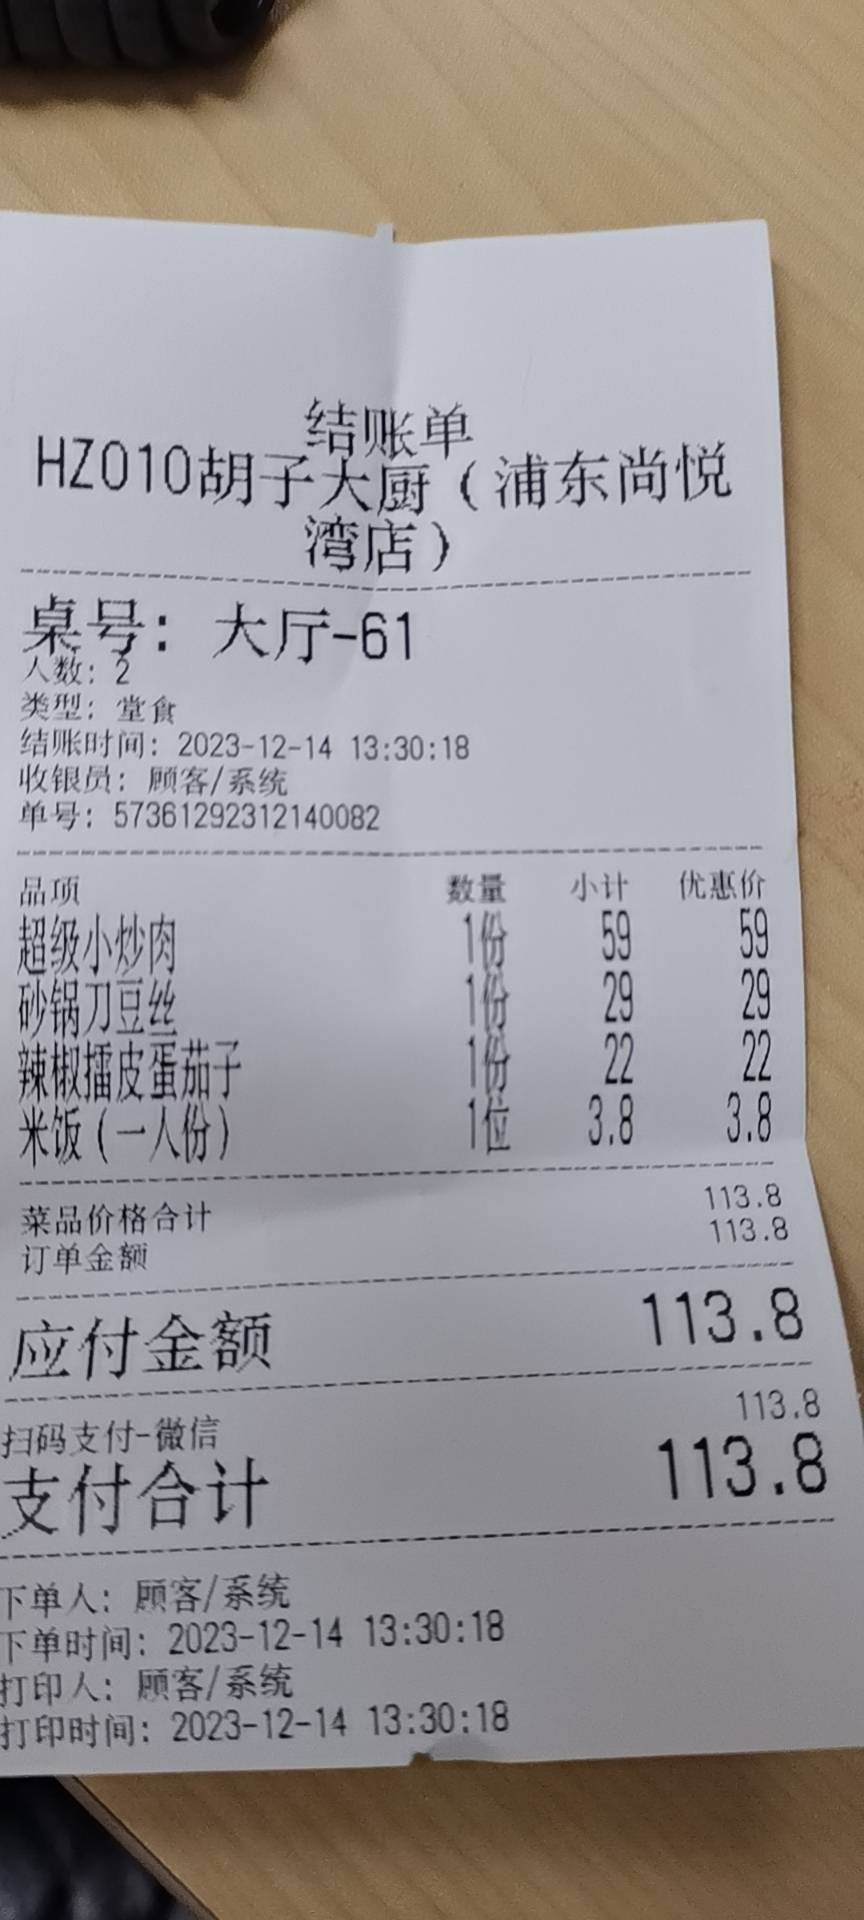 结账单
HZ010胡子大厨(浦东尚悦
湾店)
桌号: 大厅-61
人数: 2
类型: 堂食
结账时间: 2023-12-14 13:30:18
收银员: 顾客/系统
单号: 57361292312140082
品项 数量 小计 优惠价
超级小炒肉 1份 59 59
砂锅刀豆丝 1份 29 29
辣椒擂皮蛋茄子 1份 22 22
米饭(一人份) 1位 3.8 3.8
菜品价格合计 113.8
订单金额 113.8
应付金额 113.8
扫码支付-微信 113.8
支付合计 113.8
下单人: 顾客/系统
下单时间: 2023-12-14 13:30:18
打印人: 顾客/系统
打印时间: 2023-12-14 13:30:18